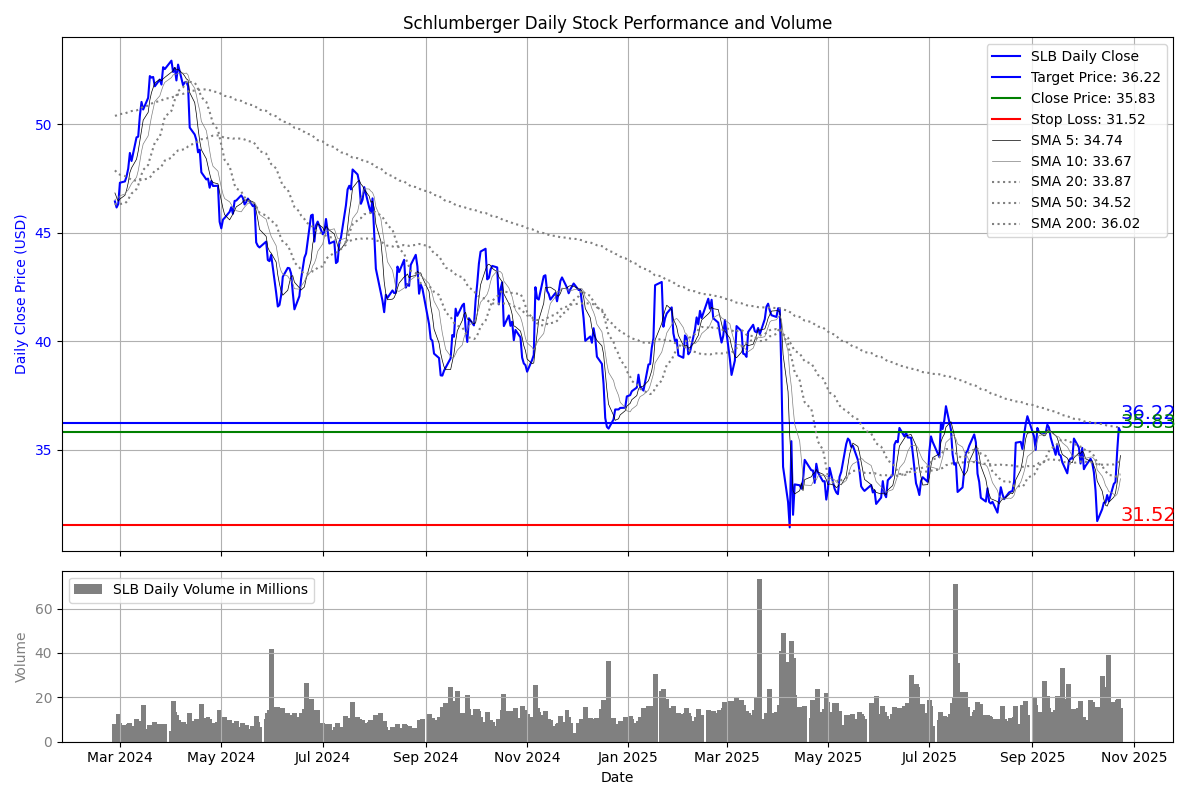 Schlumberger Daily Stock Performance and Volume
Daily Close Price (USD)
50
45
40
35
SLB Daily Close
Target Price: 36.22
Close Price: 35.83
Stop Loss: 31.52
SMA 5: 34.74
SMA 10: 33.67
SMA 20: 33.87
SMA 50: 34.52
SMA 200: 36.02
36.22
35.83
31.52
Volume
60
40
20
0
SLB Daily Volume in Millions
Mar 2024 May 2024 Jul 2024 Sep 2024 Nov 2024 Jan 2025 Mar 2025 May 2025 Jul 2025 Sep 2025 Nov 2025
Date